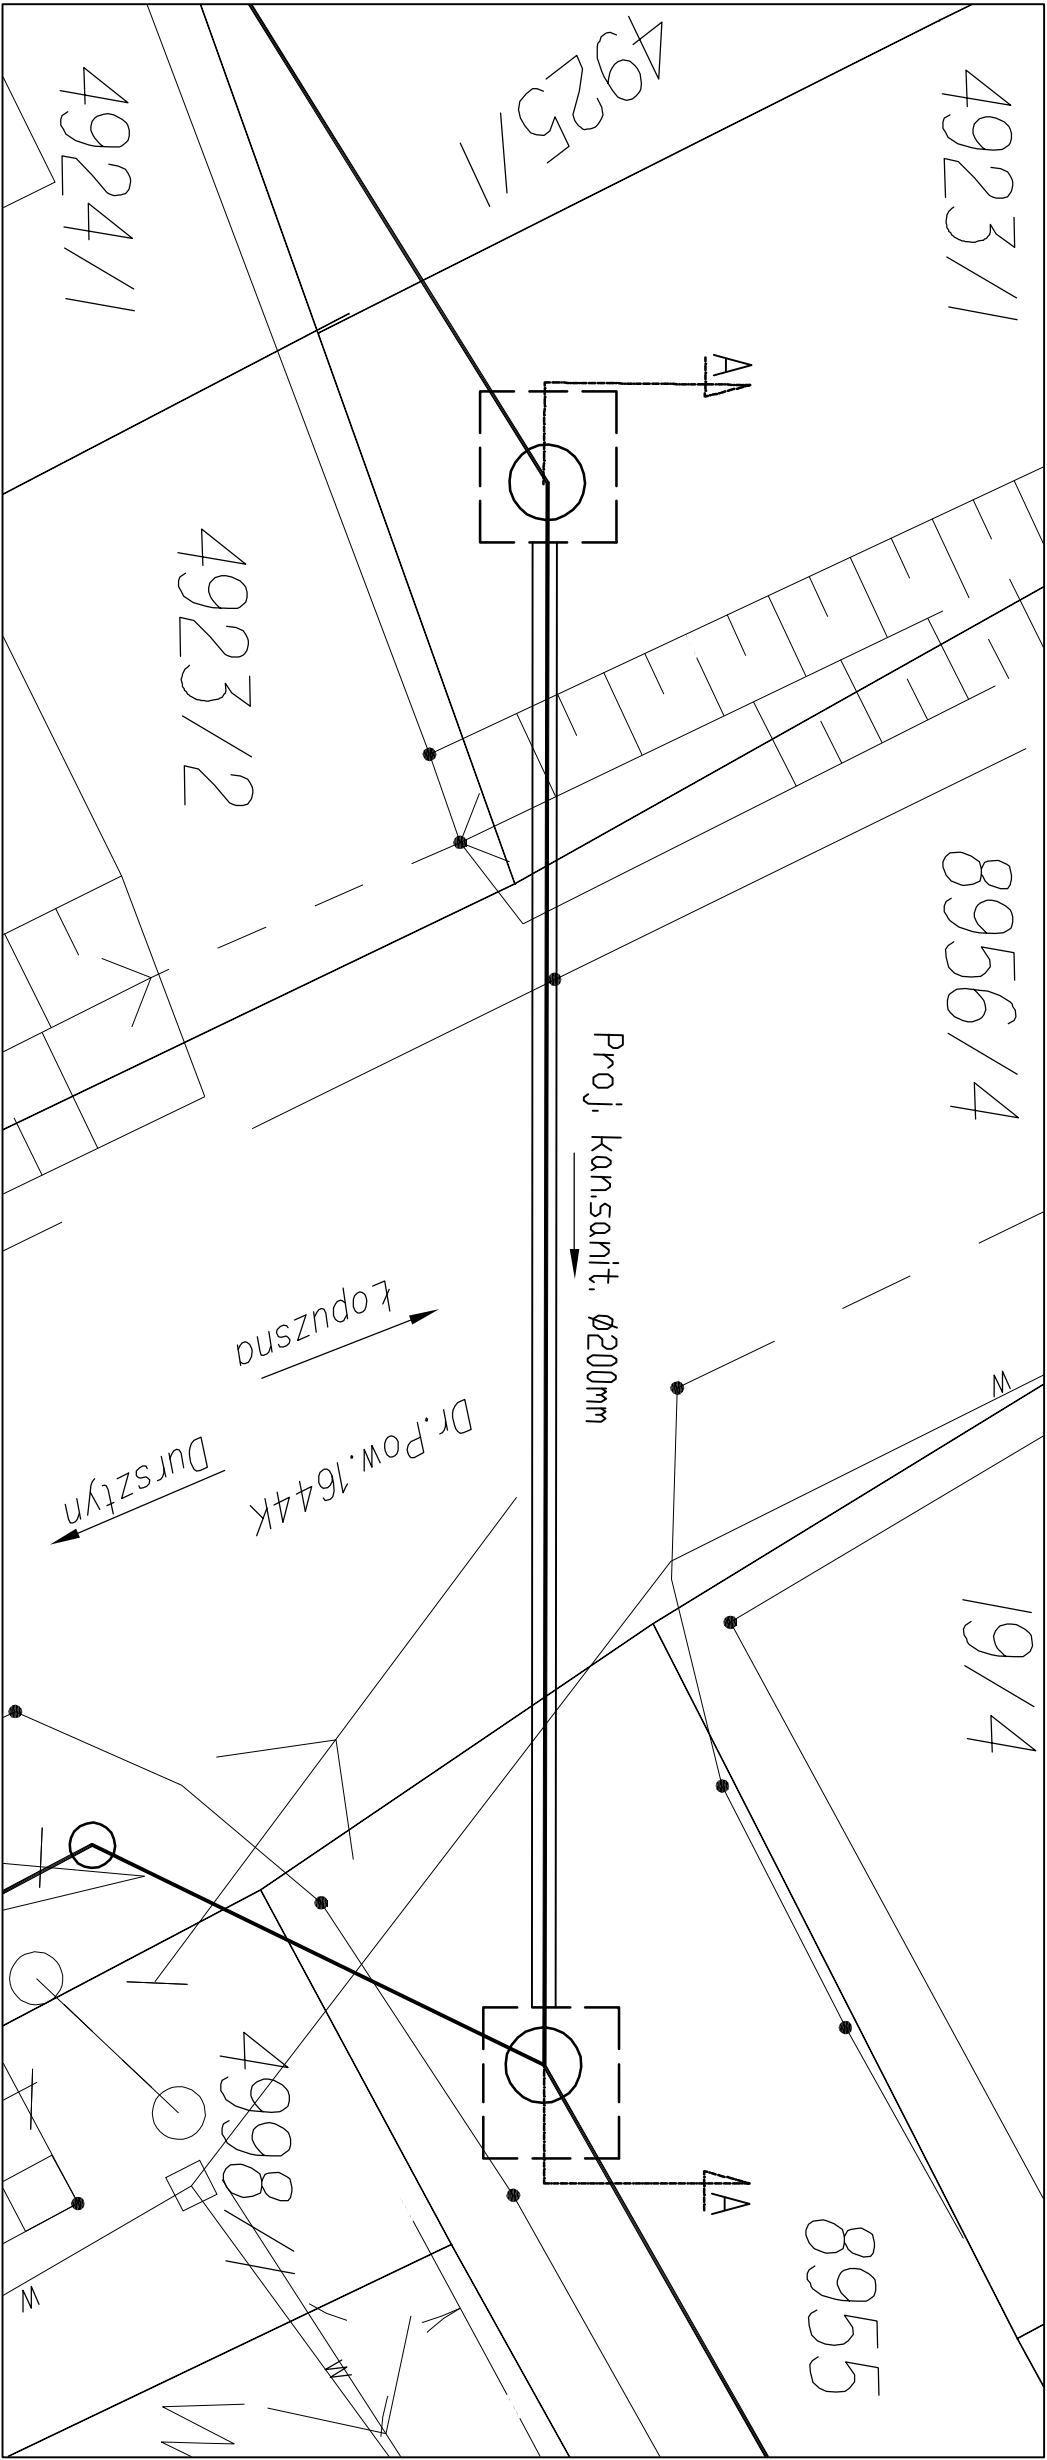 4924/1
4925/1
4923/1
A
4923/2
8956/4
Proj. kan.sanit. Ø200mm
Łopuzsna
Dr.Pow.1644K
Dursztyn
w
19/4
4998/1
A
8955
w
w